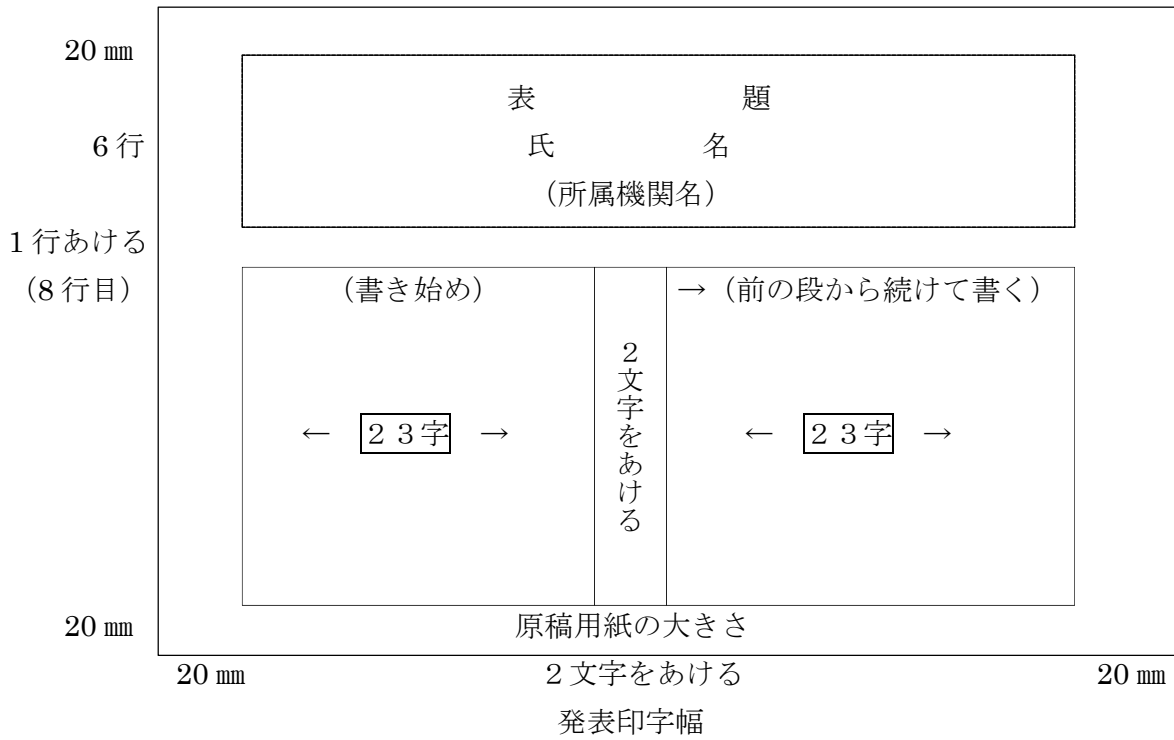 20 ㎜
表 題
6 行
氏 名
（所属機関名）
1 行あける
（8 行目）
（書き始め）
→（前の段から続けて書く）
２文字をあける
← ２３字 →
← ２３字 →
20 ㎜
原稿用紙の大きさ
20 ㎜
２文字をあける
20 ㎜
発表印字幅